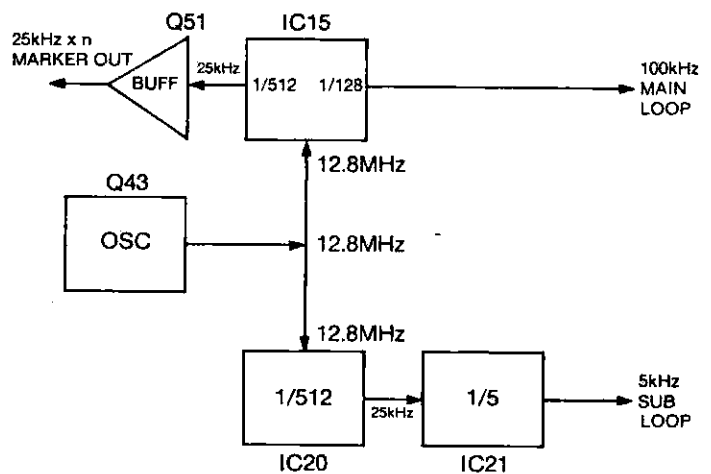 Q51
IC15
25kHz x n
MARKER OUT
BUFF
25kHz
1/512
1/128
100kHz
MAIN
LOOP
12.8MHz
Q43
OSC
12.8MHz
12.8MHz
1/512
25kHz
1/5
5kHz
SUB
LOOP
IC20
IC21